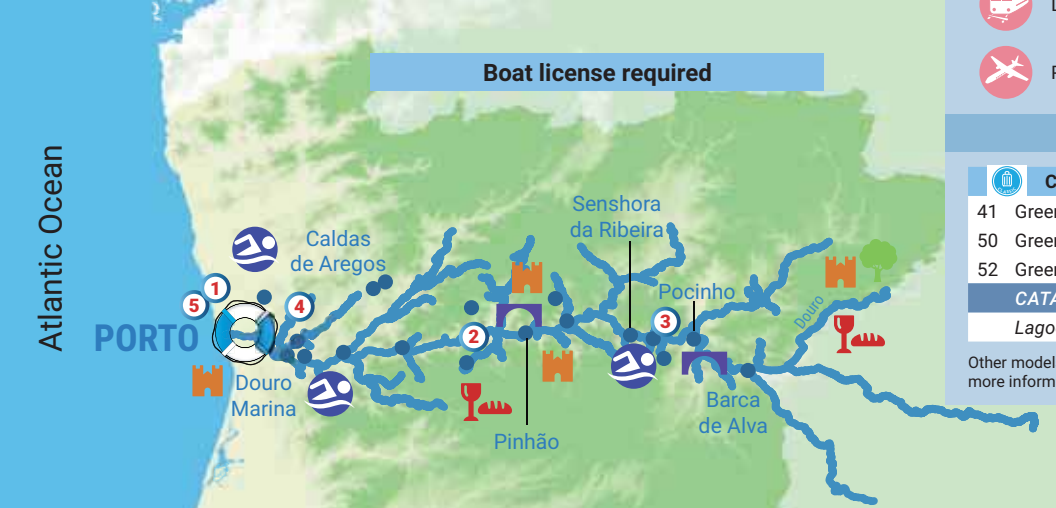 Boat license required
Atlantic Ocean
Senshora
da Ribeira
Caldas
de Aregos
Pocinho
1
5
4
3
2
PORTO
Douro
Douro
Marina
Barca
de Alva
Pinhão
L
P
C
41 Green
50 Green
52 Green
CATA
Lago
Other model
more inform